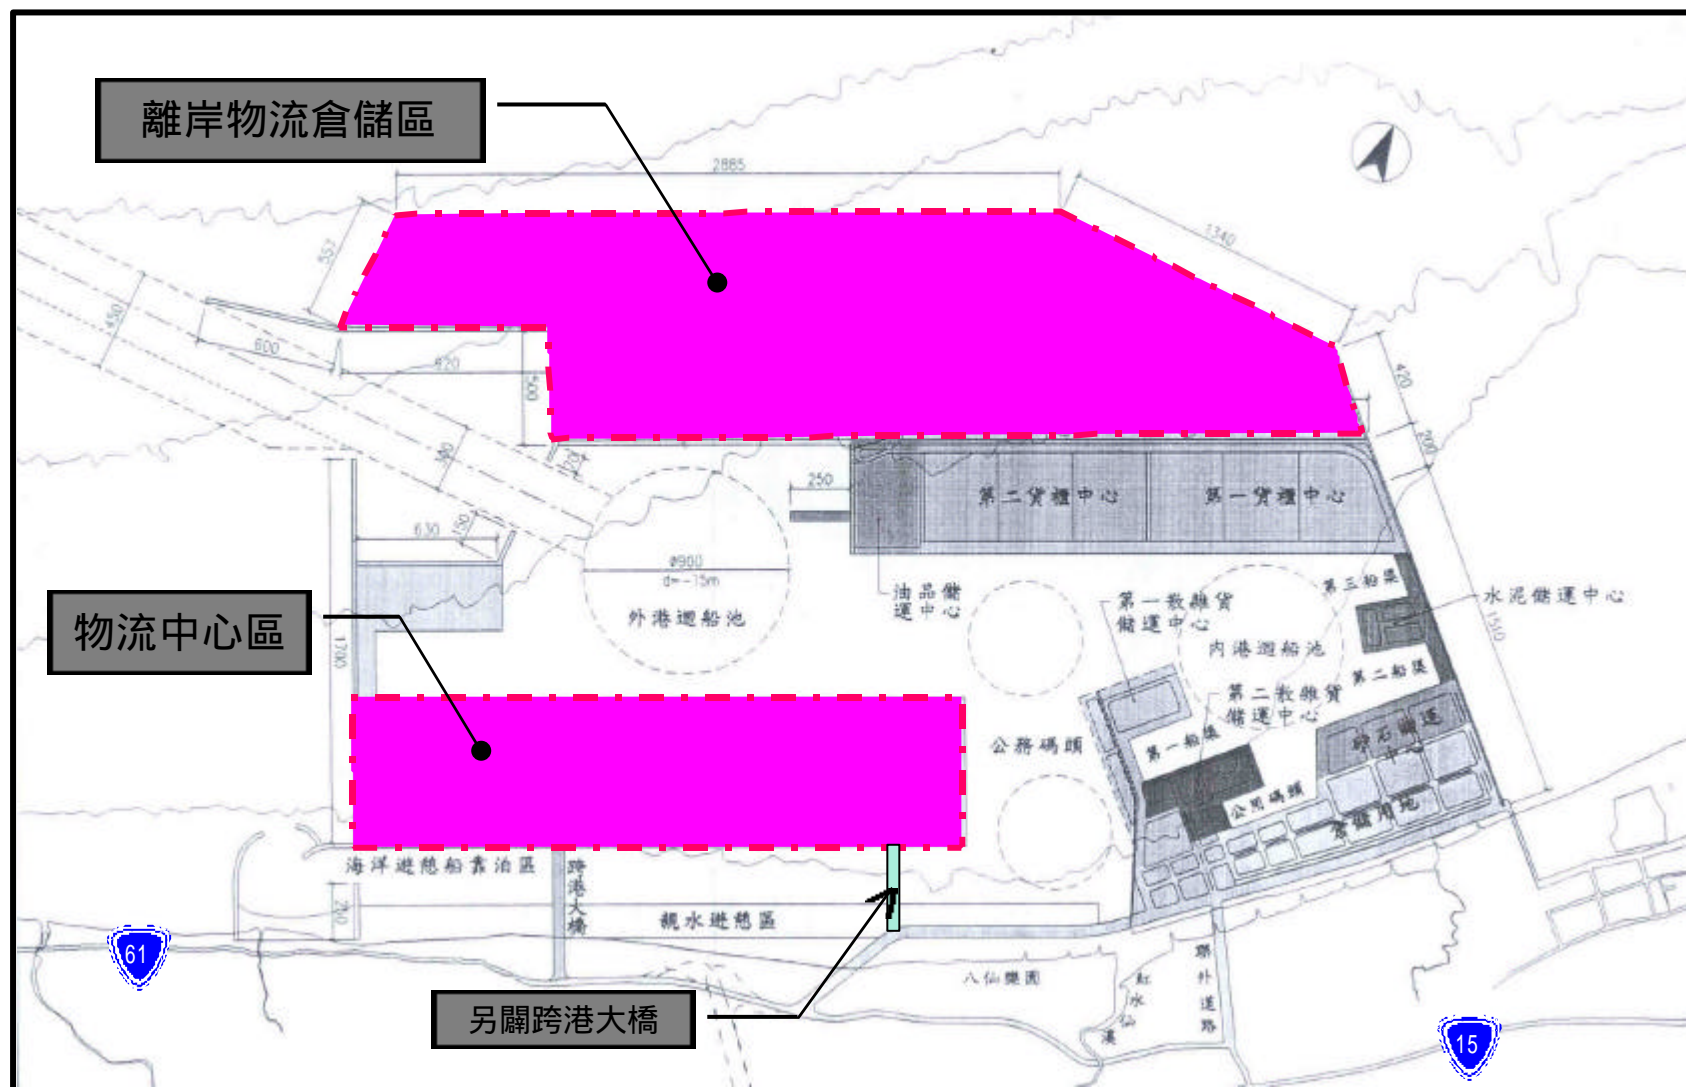 離岸物流倉儲區
2885
1340
557
450
600
820
500
420
200
250
第二貨櫃中心
第一貨櫃中心
630
150
ø900
d=-15m
外港迴船池
油品儲
運中心
第一散雜貨
儲運中心
第三船渠
水泥儲運中心
1510
內港迴船池
物流中心區
1700
第二船渠
第二散雜貨
儲運中心
公務碼頭
第一船渠
砂石儲運
中心
公用碼頭
倉儲用地
海洋遊憩船靠泊區
跨港大橋
250
親水遊憩區
61
八仙樂園
紅水仙溪
聯外道路
另闢跨港大橋
15